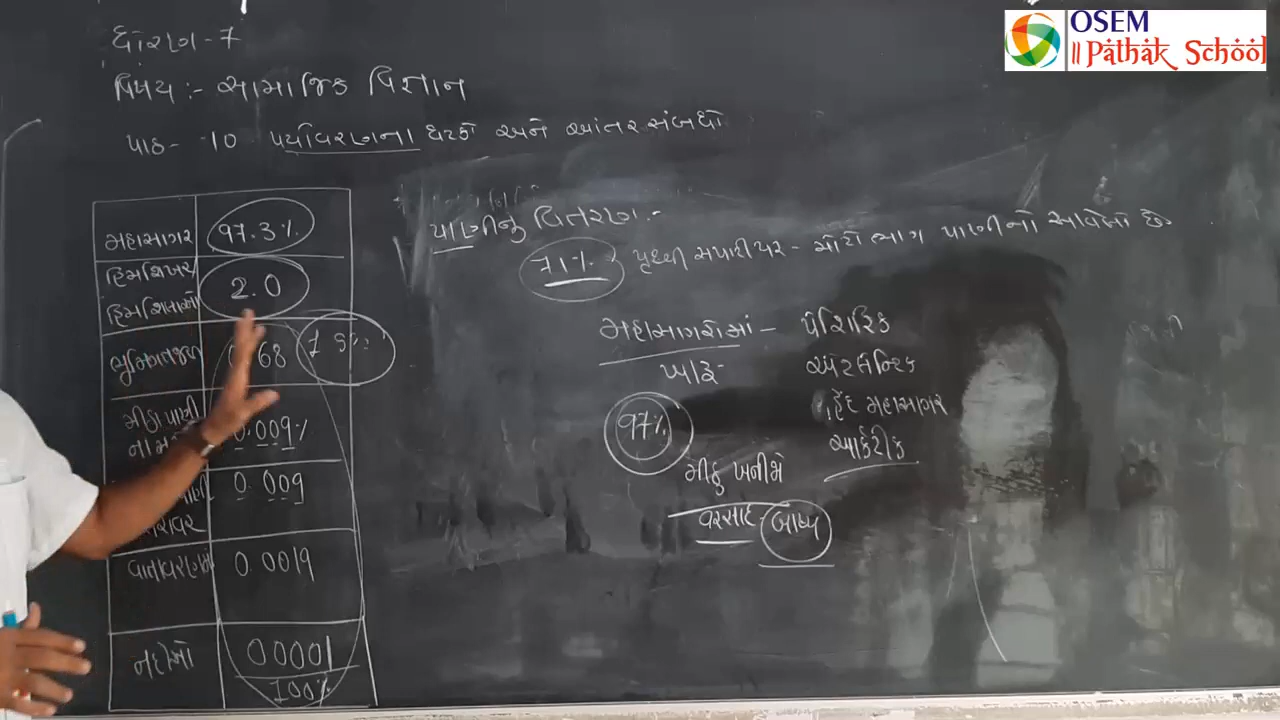 OSEM
Pathak School
ધોરણ - 7
વિષય :- સામાજિક વિજ્ઞાન
પાઠ - 10 પર્યાવરણના ઘટકો અને આંતરસંબંધો
મહાસાગર 97.3%
હિમશિખર
હિમશિલાઓ 2.0
ભૂમિગતજળ 68
મીઠા પાણી
ના 0.009%
0.009
વાતાવરણમાં 0.0019
નદીઓ 0.0001
100%
પાણીનું વિતરણ :-
71% પૃથ્વી સપાટી પર - મોટો ભાગ પાણીનો આવેલો છે.
મહાસાગરોમાં - પેસિફિક
ખારું એટલેન્ટિક
97% હિંદ મહાસાગર
આર્કટીક
મીઠું ખનીજો
વરસાદ બાષ્પ